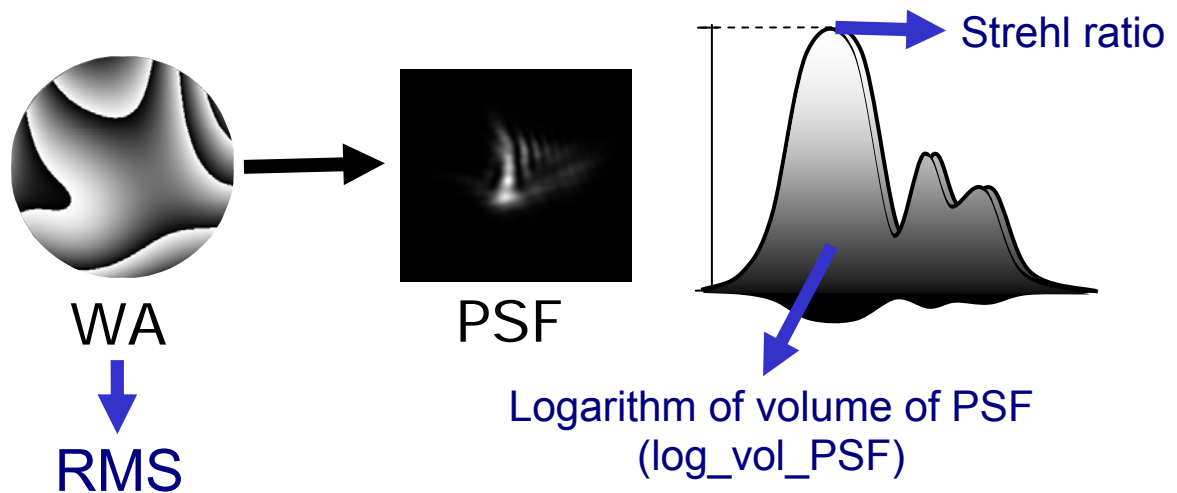 Strehl ratio
WA
PSF
RMS
Logarithm of volume of PSF
(log_vol_PSF)